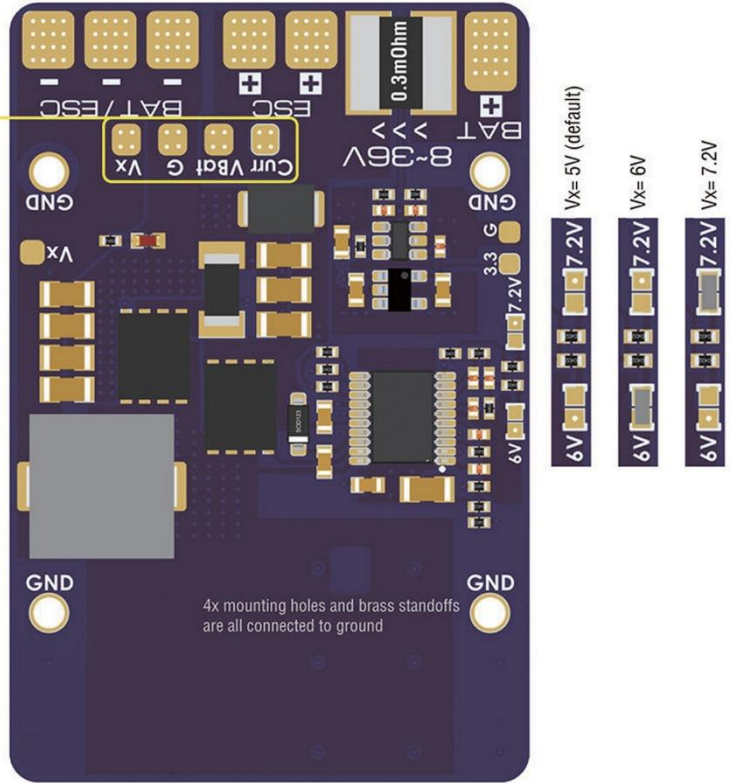 − − − + + 0.3mOhm +
BAT/ESC ESC >>> BAT
Vx G VBat Curr 8~36V
GND GND
Vx G
3.3
7.2V
SOD123
6V
GND GND
4x mounting holes and brass standoffs
are all connected to ground
Vx= 5V (default)
7.2V
6V
Vx= 6V
7.2V
6V
Vx= 7.2V
7.2V
6V